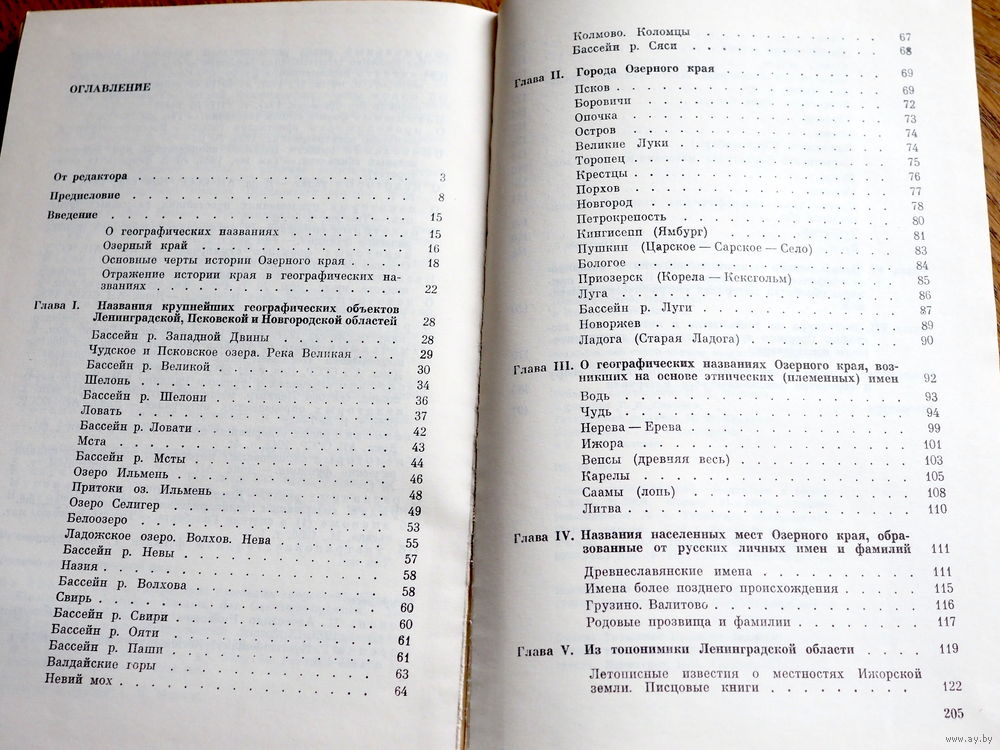 ОГЛАВЛЕНИЕ
От редактора . . . . . . . . . . . . . . . 3
Предисловие . . . . . . . . . . . . . . . 8
Введение . . . . . . . . . . . . . . . 15
О географических названиях . . . . . . . . 15
Озерный край . . . . . . . . . . . . 16
Основные черты истории Озерного края . . . . 18
Отражение истории края в географических на-
званиях . . . . . . . . . . . . . . 22
Глава I. Названия крупнейших географических объектов
Ленинградской, Псковской и Новгородской областей 28
Бассейн р. Западной Двины . . . . . . . . 28
Чудское и Псковское озера. Река Великая . . . 29
Бассейн р. Великой . . . . . . . . . . 30
Шелонь . . . . . . . . . . . . . . 34
Бассейн р. Шелони . . . . . . . . . . 36
Ловать . . . . . . . . . . . . . . 37
Бассейн р. Ловати . . . . . . . . . . 42
Мста . . . . . . . . . . . . . . . 43
Бассейн р. Мсты . . . . . . . . . . . 44
Озеро Ильмень . . . . . . . . . . . . 46
Притоки оз. Ильмень . . . . . . . . . . 48
Озеро Селигер . . . . . . . . . . . . 49
Белоозеро . . . . . . . . . . . . . 53
Ладожское озеро. Волхов. Нева . . . . . . 55
Бассейн р. Невы . . . . . . . . . . . 57
Назия . . . . . . . . . . . . . . 58
Бассейн р. Волхова . . . . . . . . . . 58
Свирь . . . . . . . . . . . . . . 60
Бассейн р. Свири . . . . . . . . . . . 60
Бассейн р. Ояти . . . . . . . . . . . 61
Бассейн р. Паши . . . . . . . . . . . 61
Валдайские горы . . . . . . . . . . . 63
Невий мох . . . . . . . . . . . . . 64
Колмово. Коломцы . . . . . . . . . . 67
Бассейн р. Сяси . . . . . . . . . . . 68
Глава II. Города Озерного края . . . . . . . . . 69
Псков . . . . . . . . . . . . . . 69
Боровичи . . . . . . . . . . . . . 72
Опочка . . . . . . . . . . . . . . 73
Остров . . . . . . . . . . . . . . 74
Великие Луки . . . . . . . . . . . . 74
Торопец . . . . . . . . . . . . . 75
Крестцы . . . . . . . . . . . . . 76
Порхов . . . . . . . . . . . . . . 77
Новгород . . . . . . . . . . . . . 78
Петрокрепость . . . . . . . . . . . 80
Кингисепп (Ямбург) . . . . . . . . . 81
Пушкин (Царское — Сарское — Село) . . . . . 83
Бологое . . . . . . . . . . . . . 84
Приозерск (Корела — Кексгольм) . . . . . . 85
Луга . . . . . . . . . . . . . . 86
Бассейн р. Луги . . . . . . . . . . . 87
Новоржев . . . . . . . . . . . . . 89
Ладога (Старая Ладога) . . . . . . . . 90
Глава III. О географических названиях Озерного края, воз-
никших на основе этнических (племенных) имен 92
Водь . . . . . . . . . . . . . . 93
Чудь . . . . . . . . . . . . . . 94
Нерева — Ерева . . . . . . . . . . . 99
Ижора . . . . . . . . . . . . . . 101
Вепсы (древняя весь) . . . . . . . . . 103
Карелы . . . . . . . . . . . . . . 105
Саамы (лопь) . . . . . . . . . . . . 108
Литва . . . . . . . . . . . . . . 110
Глава IV. Названия населенных мест Озерного края, обра-
зованные от русских личных имен и фамилий 111
Древнеславянские имена . . . . . . . . 111
Имена более позднего происхождения . . . . . 115
Грузино. Валитово . . . . . . . . . . 116
Родовые прозвища и фамилии . . . . . . . 117
Глава V. Из топонимики Ленинградской области . . . . 119
Летописные известия о местностях Ижорской
земли. Писцовые книги . . . . . . . . 122
205
www.ay.by